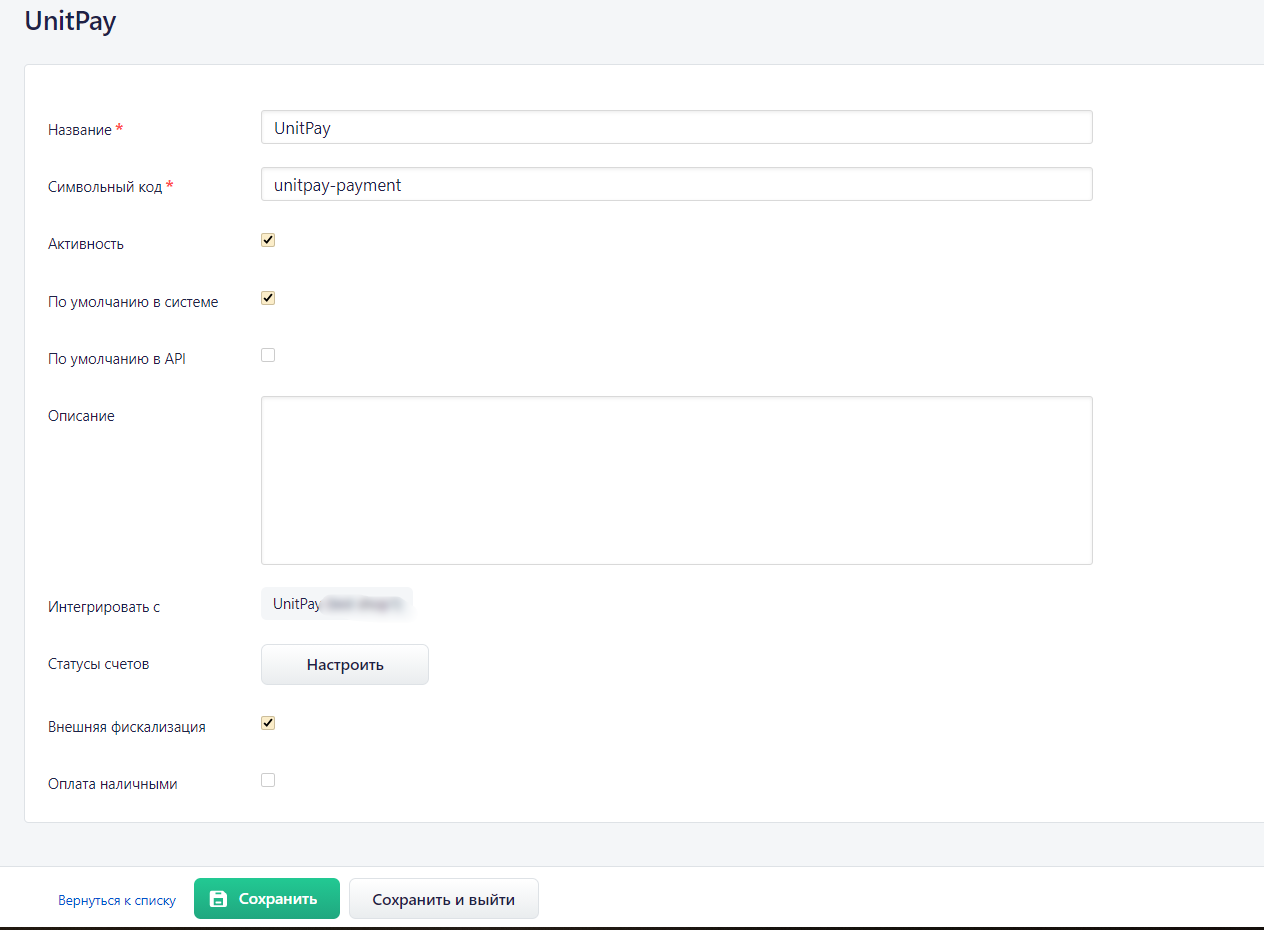 UnitPay
Название *
UnitPay
Символьный код *
unitpay-payment
Активность
По умолчанию в системе
По умолчанию в API
Описание
Интегрировать с
UnitPay
Статусы счетов
Настроить
Внешняя фискализация
Оплата наличными
Вернуться к списку
Сохранить
Сохранить и выйти